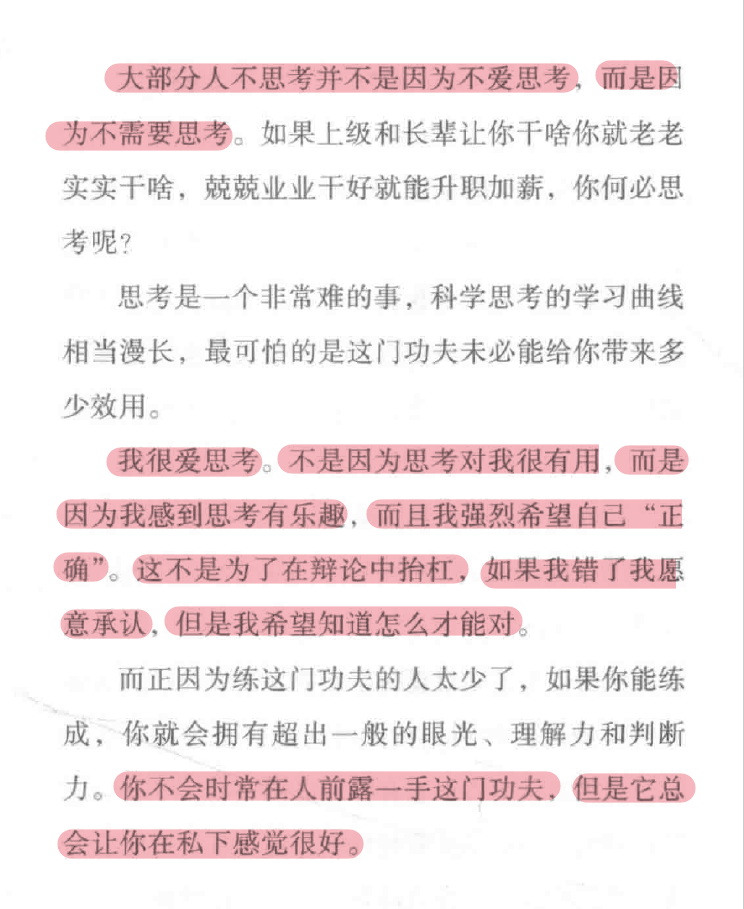 大部分人不思考并不是因为不爱思考，而是因
为不需要思考。如果上级和长辈让你干啥你就老老
实实干啥，兢兢业业干好就能升职加薪，你何必思
考呢？
思考是一个非常难的事，科学思考的学习曲线
相当漫长，最可怕的是这门功夫未必能给你带来多
少效用。
我很爱思考。不是因为思考对我很有用，而是
因为我感到思考有乐趣，而且我强烈希望自己“正
确”。这不是为了在辩论中抬杠，如果我错了我愿
意承认，但是我希望知道怎么才能对。
而正因为练这门功夫的人太少了，如果你能练
成，你就会拥有超出一般的眼光、理解力和判断
力。你不会时常在人前露一手这门功夫，但是它总
会让你在私下感觉很好。